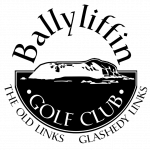 Ballyliffin
· GOLF CLUB ·
THE OLD LINKS GLASHEDY LINKS